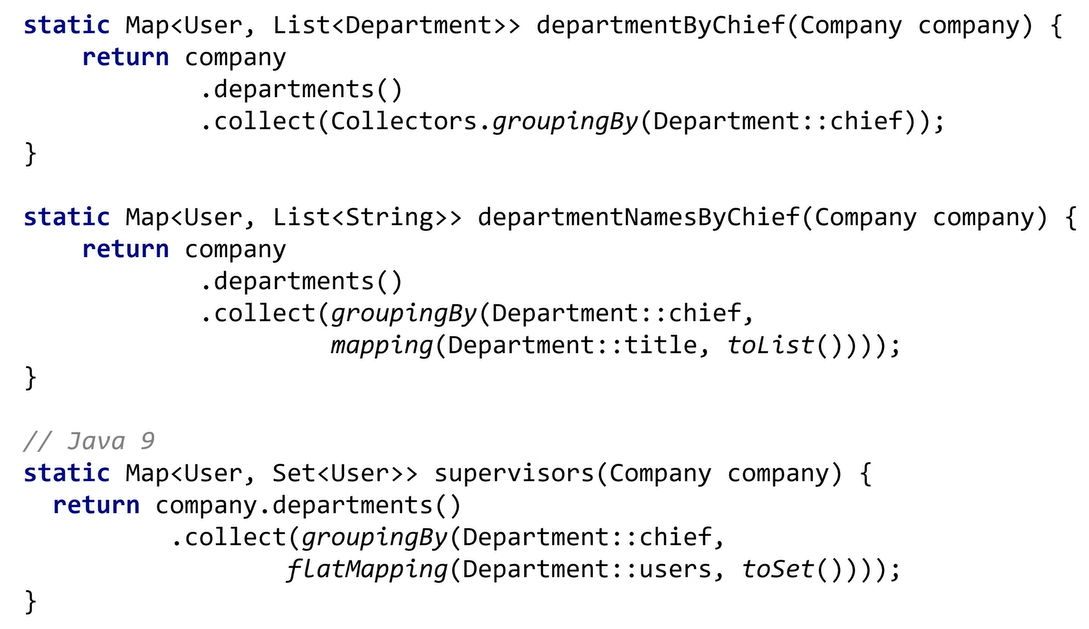 static Map<User, List<Department>> departmentByChief(Company company) {
    return company
            .departments()
            .collect(Collectors.groupingBy(Department::chief));
}

static Map<User, List<String>> departmentNamesByChief(Company company) {
    return company
            .departments()
            .collect(groupingBy(Department::chief,
                     mapping(Department::title, toList())));
}

// Java 9
static Map<User, Set<User>> supervisors(Company company) {
  return company.departments()
          .collect(groupingBy(Department::chief,
                  flatMapping(Department::users, toSet())));
}